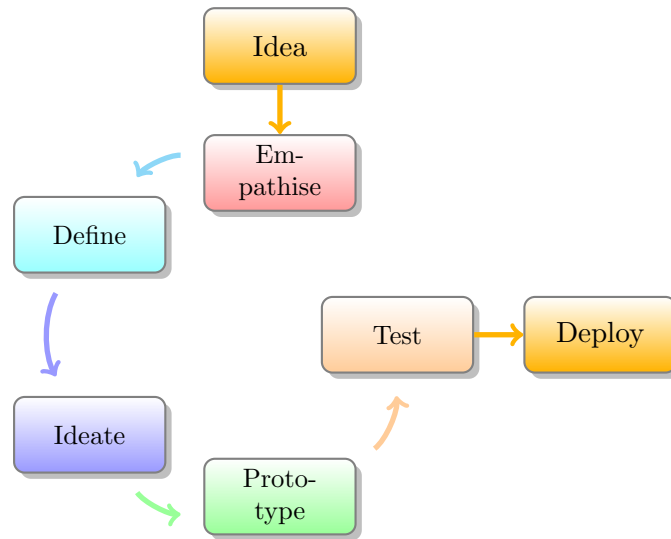 Idea
Em-
pathise
Define
Ideate
Proto-
type
Test
Deploy